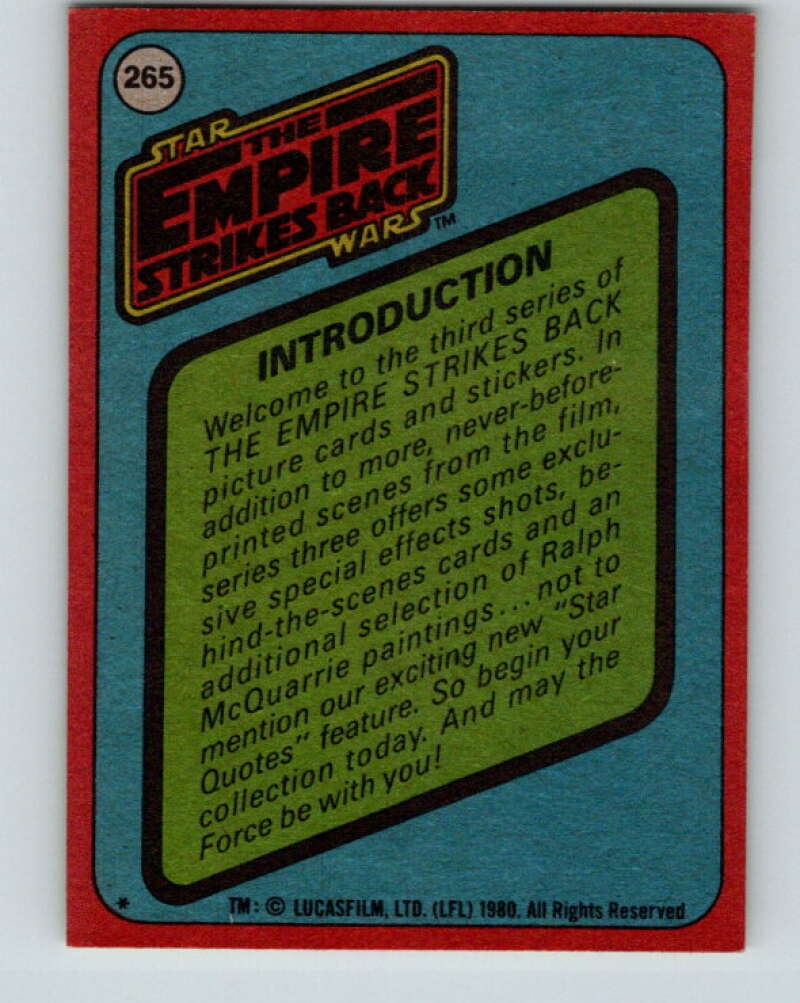 265
STAR
THE
EMPIRE
STRIKES BACK
WARS™
INTRODUCTION
Welcome to the third series of
THE EMPIRE STRIKES BACK
picture cards and stickers. In
addition to more, never-before-
printed scenes from the film,
series three offers some exclu-
sive special effects shots, be-
hind-the-scenes cards and an
additional selection of Ralph
McQuarrie paintings...not to
mention our exciting new "Star
Quotes" feature. So begin your
collection today. And may the
Force be with you!
* TM: © LUCASFILM, LTD. (LFL) 1980. All Rights Reserved